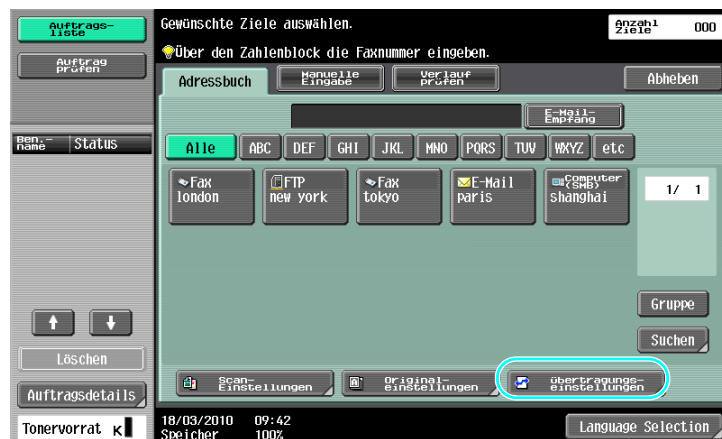 Auftrags-
liste
Auftrag
prüfen
Ben.-
name
Status
Löschen
Auftragsdetails
Tonervorrat K
Gewünschte Ziele auswählen.
Anzahl
Ziele
000
Über den Zahlenblock die Faxnummer eingeben.
Adressbuch
Manuelle
Eingabe
Verlauf
prüfen
Abheben
E-Mail-
Empfang
Alle ABC DEF GHI JKL MNO PQRS TUV WXYZ etc
Fax
london
FTP
new york
Fax
tokyo
E-Mail
paris
Computer
(SMB)
shanghai
1/ 1
Gruppe
Suchen
Scan-
Einstellungen
Original-
einstellungen
übertragungs-
einstellungen
18/03/2010 09:42
Speicher 100%
Language Selection